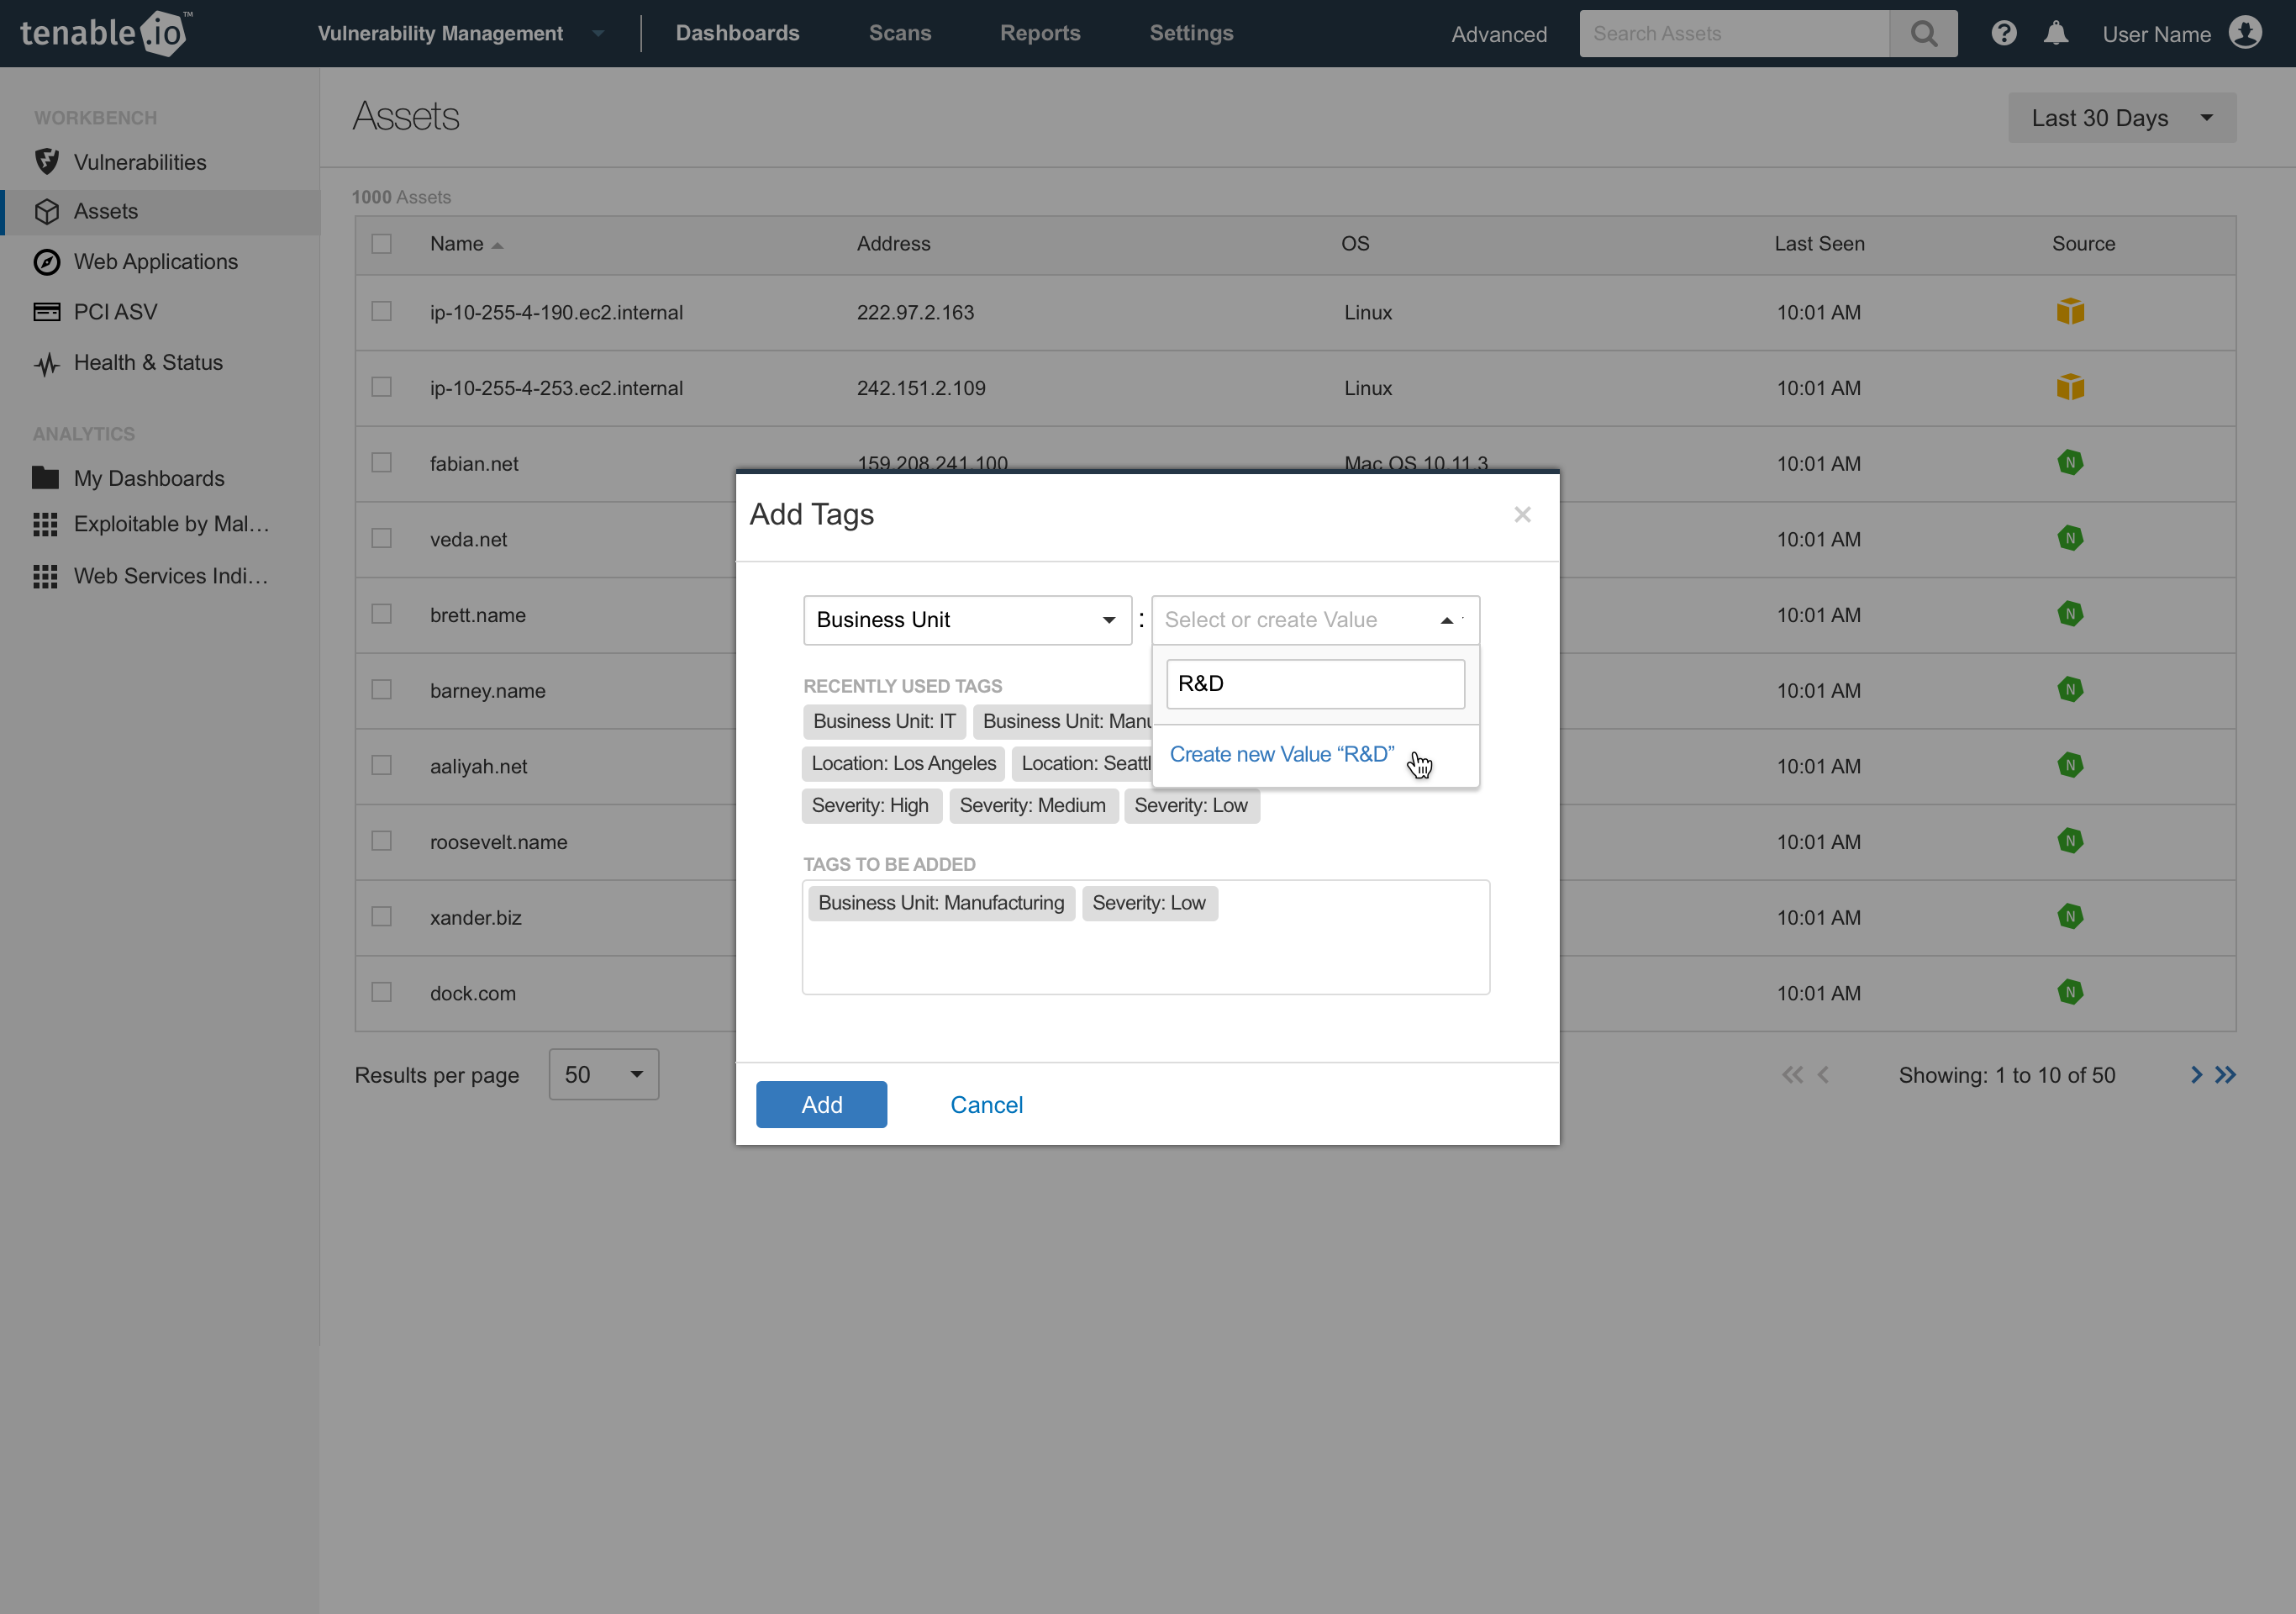 tenable.io™ Vulnerability Management Dashboards Scans Reports Settings Advanced Search Assets User Name
WORKBENCH
Vulnerabilities
Assets
Web Applications
PCI ASV
Health & Status
ANALYTICS
My Dashboards
Exploitable by Mal...
Web Services Indi...
Assets
Last 30 Days
1000 Assets
Name Address OS Last Seen Source
ip-10-255-4-190.ec2.internal 222.97.2.163 Linux 10:01 AM
ip-10-255-4-253.ec2.internal 242.151.2.109 Linux 10:01 AM
fabian.net 159.208.241.100 Mac OS 10.11.3 10:01 AM N
veda.net 10:01 AM N
brett.name 10:01 AM N
barney.name 10:01 AM N
aaliyah.net 10:01 AM N
roosevelt.name 10:01 AM N
xander.biz 10:01 AM N
dock.com 10:01 AM N
Results per page 50
Showing: 1 to 10 of 50
Add Tags
Business Unit : Select or create Value
R&D
Create new Value “R&D”
RECENTLY USED TAGS
Business Unit: IT Business Unit:
Location: Los Angeles Location:
Severity: High Severity: Medium Severity: Low
TAGS TO BE ADDED
Business Unit: Manufacturing Severity: Low
Add Cancel